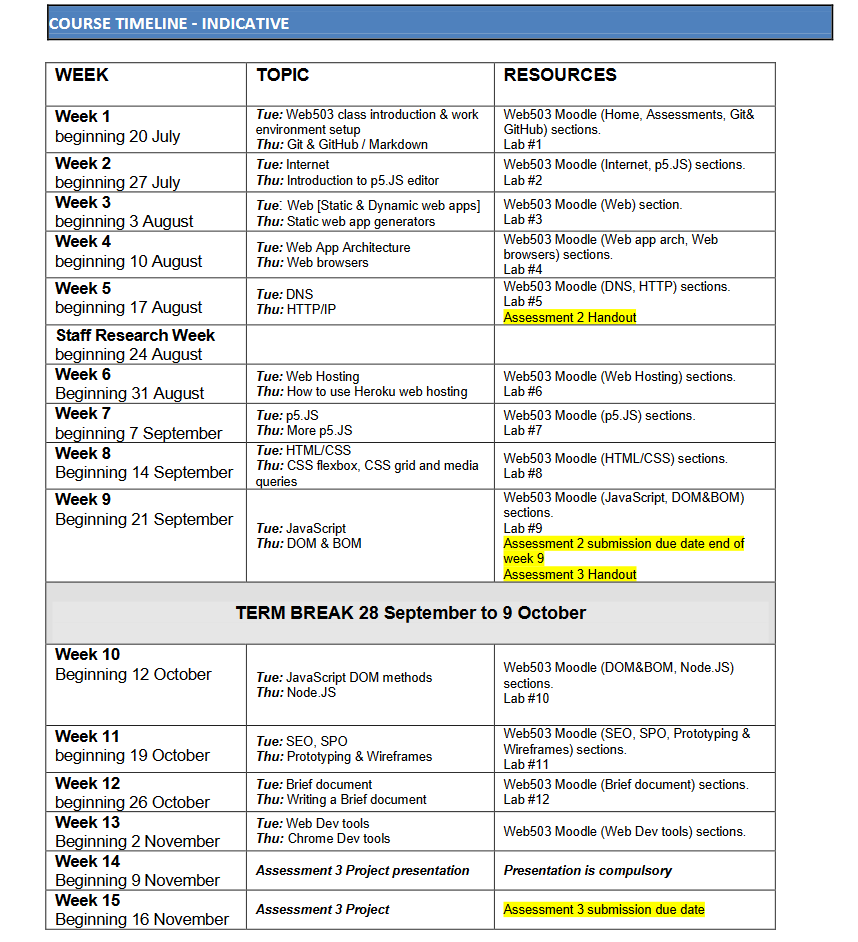 COURSE TIMELINE - INDICATIVE
WEEK
TOPIC
RESOURCES
Week 1
beginning 20 July
Tue: Web503 class introduction & work
environment setup
Thu: Git & GitHub / Markdown
Web503 Moodle (Home, Assessments, Git&
GitHub) sections.
Lab #1
Week 2
beginning 27 July
Tue: Internet
Thu: Introduction to p5.JS editor
Web503 Moodle (Internet, p5.JS) sections.
Lab #2
Week 3
beginning 3 August
Tue: Web [Static & Dynamic web apps]
Thu: Static web app generators
Web503 Moodle (Web) section.
Lab #3
Week 4
beginning 10 August
Tue: Web App Architecture
Thu: Web browsers
Web503 Moodle (Web app arch, Web
browsers) sections.
Lab #4
Week 5
beginning 17 August
Tue: DNS
Thu: HTTP/IP
Web503 Moodle (DNS, HTTP) sections.
Lab #5
Assessment 2 Handout
Staff Research Week
beginning 24 August
Week 6
Beginning 31 August
Tue: Web Hosting
Thu: How to use Heroku web hosting
Web503 Moodle (Web Hosting) sections.
Lab #6
Week 7
beginning 7 September
Tue: p5.JS
Thu: More p5.JS
Web503 Moodle (p5.JS) sections.
Lab #7
Week 8
Beginning 14 September
Tue: HTML/CSS
Thu: CSS flexbox, CSS grid and media
queries
Web503 Moodle (HTML/CSS) sections.
Lab #8
Week 9
Beginning 21 September
Tue: JavaScript
Thu: DOM & BOM
Web503 Moodle (JavaScript, DOM&BOM)
sections.
Lab #9
Assessment 2 submission due date end of
week 9
Assessment 3 Handout
TERM BREAK 28 September to 9 October
Week 10
Beginning 12 October
Tue: JavaScript DOM methods
Thu: Node.JS
Web503 Moodle (DOM&BOM, Node.JS)
sections.
Lab #10
Week 11
beginning 19 October
Tue: SEO, SPO
Thu: Prototyping & Wireframes
Web503 Moodle (SEO, SPO, Prototyping &
Wireframes) sections.
Lab #11
Week 12
beginning 26 October
Tue: Brief document
Thu: Writing a Brief document
Web503 Moodle (Brief document) sections.
Lab #12
Week 13
Beginning 2 November
Tue: Web Dev tools
Thu: Chrome Dev tools
Web503 Moodle (Web Dev tools) sections.
Week 14
Beginning 9 November
Assessment 3 Project presentation
Presentation is compulsory
Week 15
Beginning 16 November
Assessment 3 Project
Assessment 3 submission due date